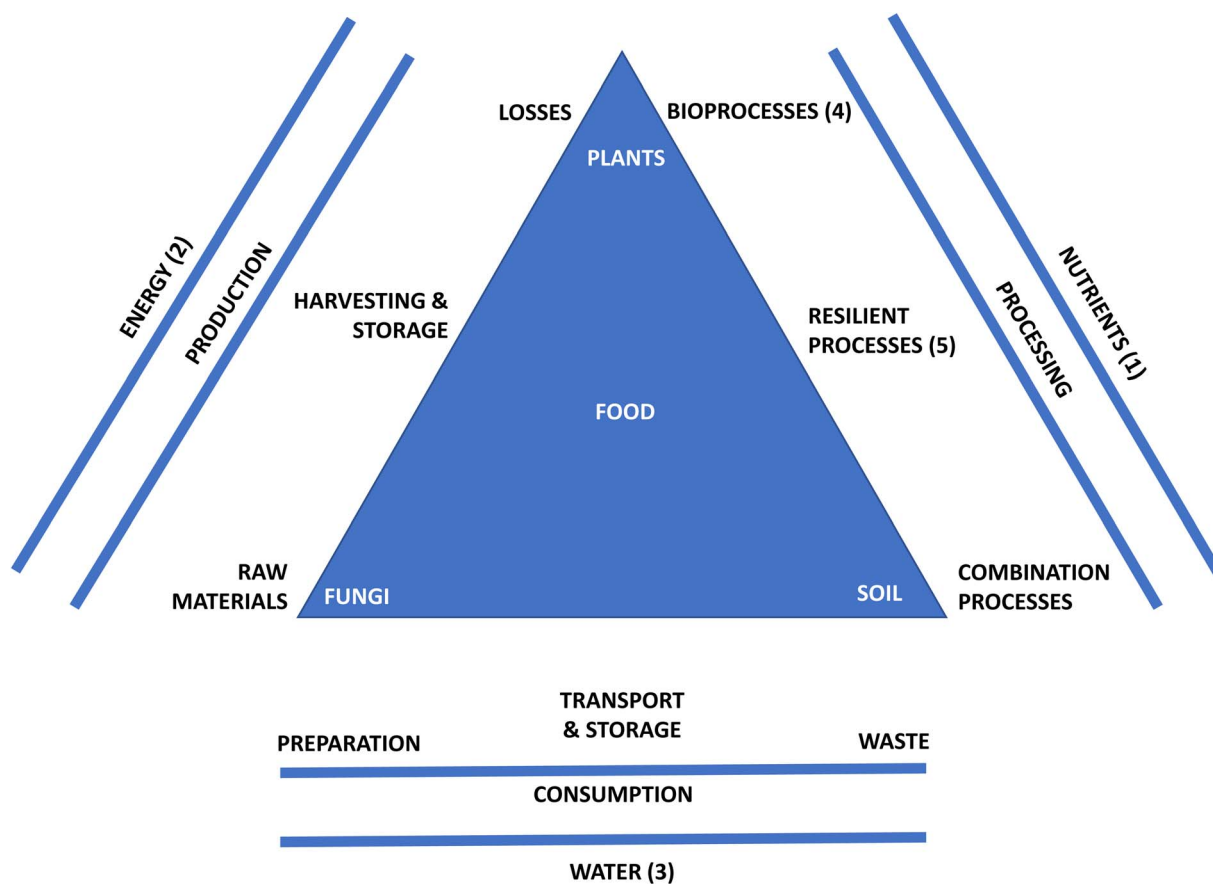 LOSSES
BIOPROCESSES (4)
PLANTS
ENERGY (2)
PRODUCTION
HARVESTING &
STORAGE
RESILIENT
PROCESSES (5)
PROCESSING
NUTRIENTS (1)
FOOD
RAW
MATERIALS
FUNGI
SOIL
COMBINATION
PROCESSES
TRANSPORT
& STORAGE
PREPARATION
WASTE
CONSUMPTION
WATER (3)